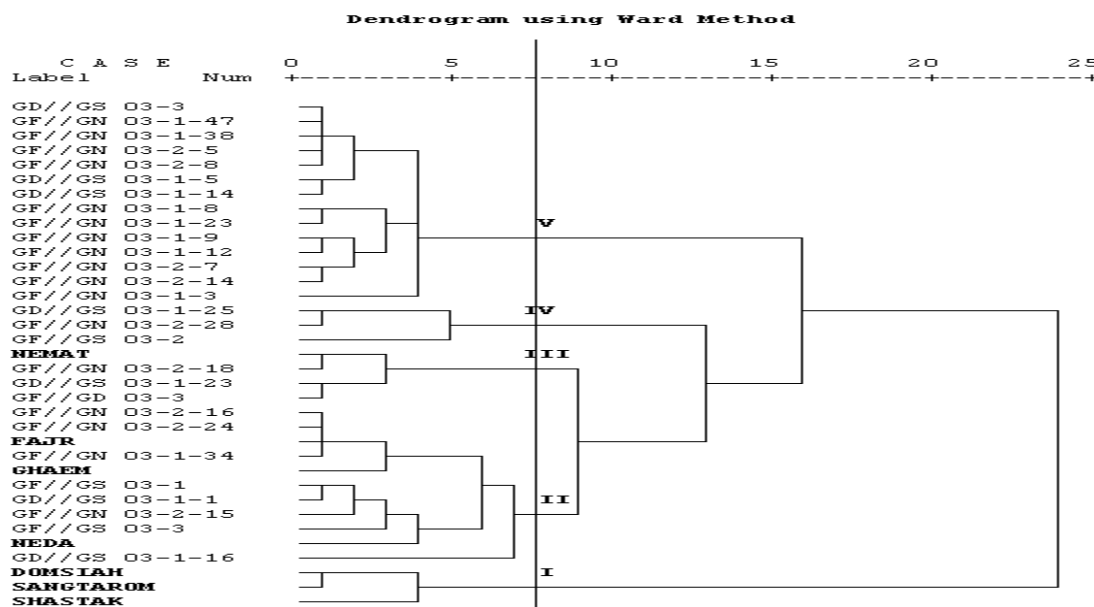 Dendrogram using Ward Method
C A S E 0 5 10 15 20 25
Label Num
GD//GS 03-3
GF//GN 03-1-47
GF//GN 03-1-38
GF//GN 03-2-5
GF//GN 03-2-8
GD//GS 03-1-5
GD//GS 03-1-14
GF//GN 03-1-8
GF//GN 03-1-23 V
GF//GN 03-1-9
GF//GN 03-1-12
GF//GN 03-2-7
GF//GN 03-2-14
GF//GN 03-1-3
GD//GS 03-1-25 IV
GF//GN 03-2-28
GF//GS 03-2
NEMAT III
GF//GN 03-2-18
GD//GS 03-1-23
GF//GD 03-3
GF//GN 03-2-16
GF//GN 03-2-24
FAJR
GF//GN 03-1-34
GHAEM
GF//GS 03-1
GD//GS 03-1-1 II
GF//GN 03-2-15
GF//GS 03-3
NEDA
GD//GS 03-1-16
DOMSIAH I
SANGTAROM
SHASTAK